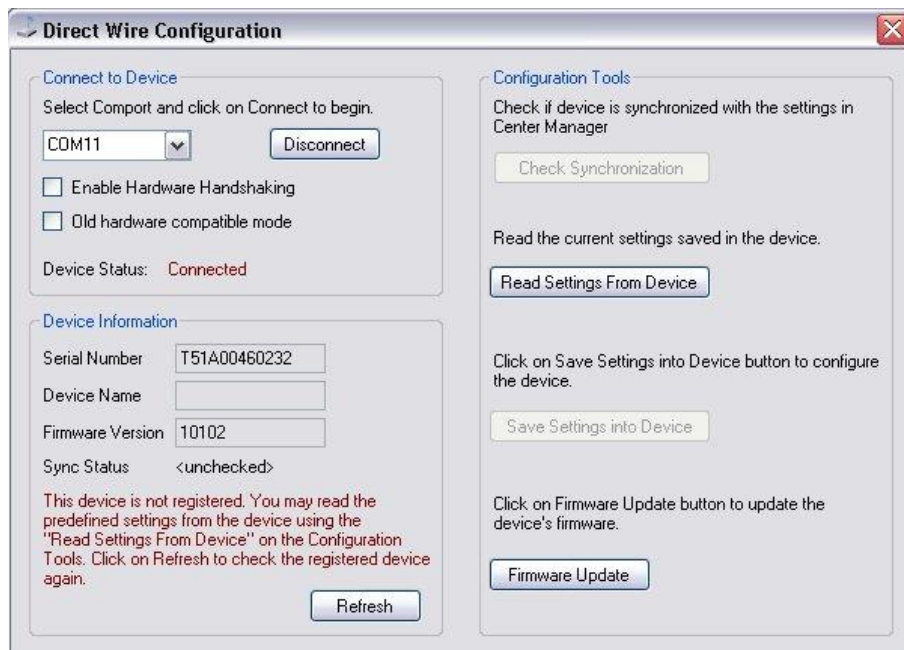 Direct Wire Configuration
Connect to Device
Select Comport and click on Connect to begin.
COM11
Disconnect
Enable Hardware Handshaking
Old hardware compatible mode
Device Status: Connected
Device Information
Serial Number T51A00460232
Device Name
Firmware Version 10102
Sync Status <unchecked>
This device is not registered. You may read the
predefined settings from the device using the
"Read Settings From Device" on the Configuration
Tools. Click on Refresh to check the registered device
again.
Refresh
Configuration Tools
Check if device is synchronized with the settings in
Center Manager
Check Synchronization
Read the current settings saved in the device.
Read Settings From Device
Click on Save Settings into Device button to configure
the device.
Save Settings into Device
Click on Firmware Update button to update the
device's firmware.
Firmware Update